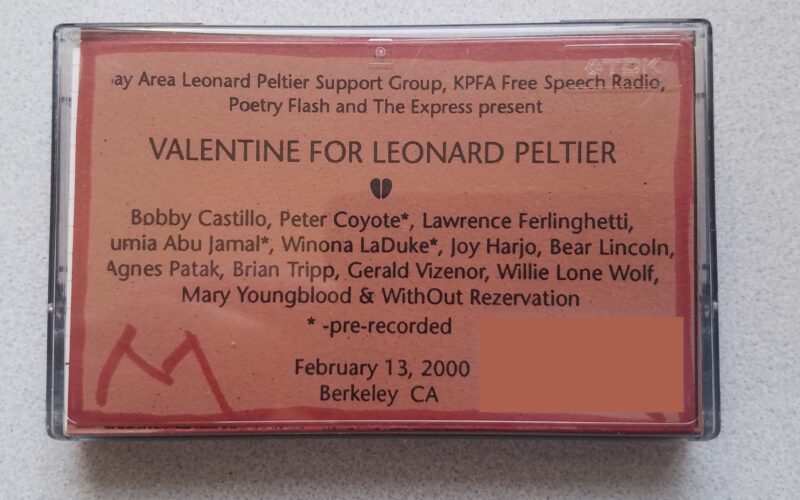 TDK
ay Area Leonard Peltier Support Group, KPFA Free Speech Radio,
Poetry Flash and The Express present
VALENTINE FOR LEONARD PELTIER
Bobby Castillo, Peter Coyote*, Lawrence Ferlinghetti,
umia Abu Jamal*, Winona LaDuke*, Joy Harjo, Bear Lincoln,
Agnes Patak, Brian Tripp, Gerald Vizenor, Willie Lone Wolf,
Mary Youngblood & WithOut Rezervation
* -pre-recorded
February 13, 2000
Berkeley CA
M